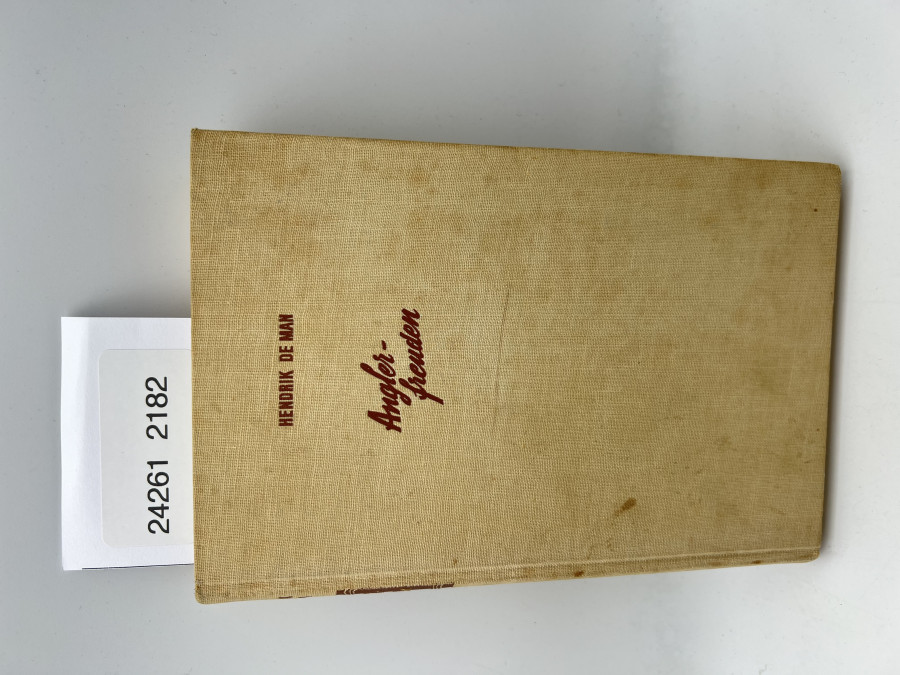 24261 2182
HENDRIK DE MAN
Angler-
freuden